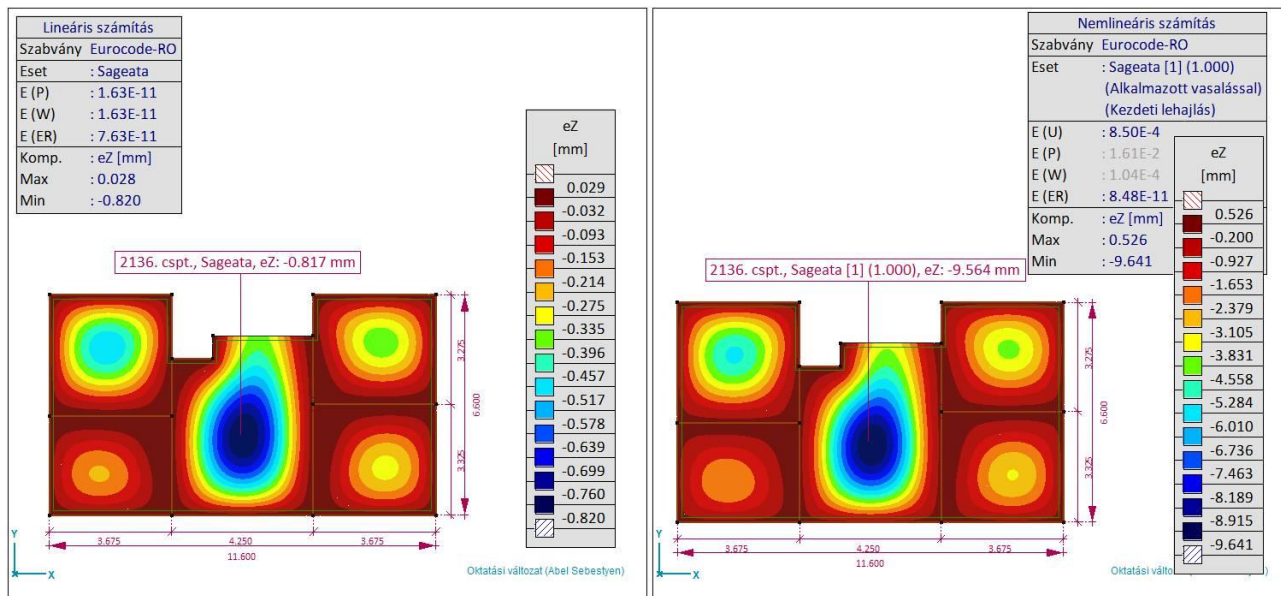 Lineáris számítás
Szabvány Eurocode-RO
Eset : Sageata
E (P) : 1.63E-11
E (W) : 1.63E-11
E (ER) : 7.63E-11
Komp. : eZ [mm]
Max : 0.028
Min : -0.820
eZ
[mm]
0.029
-0.032
-0.093
-0.153
-0.214
-0.275
-0.335
-0.396
-0.457
-0.517
-0.578
-0.639
-0.699
-0.760
-0.820
2136. cspt., Sageata, eZ: -0.817 mm
3.275
6.600
3.325
3.675
4.250
3.675
11.600
Y
X
Oktatási változat (Abel Sebestyen)
Nemlineáris számítás
Szabvány Eurocode-RO
Eset : Sageata [1] (1.000)
(Alkalmazott vasalással)
(Kezdeti lehajlás)
E (U) : 8.50E-4
E (P) : 1.61E-2
E (W) : 1.04E-4
E (ER) : 8.48E-11
Komp. : eZ [mm]
Max : 0.526
Min : -9.641
eZ
[mm]
0.526
-0.200
-0.927
-1.653
-2.379
-3.105
-3.831
-4.558
-5.284
-6.010
-6.736
-7.463
-8.189
-8.915
-9.641
2136. cspt., Sageata [1] (1.000), eZ: -9.564 mm
3.275
6.600
3.325
3.675
4.250
3.675
11.600
Y
X
Oktatásiválto